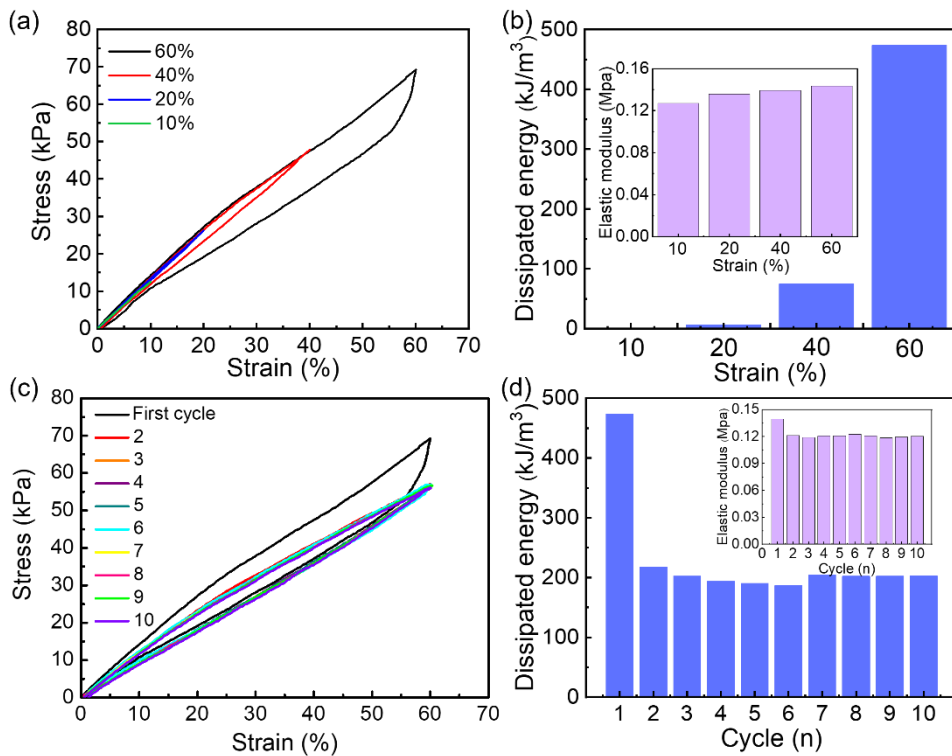 (a)
80
70
60
50
40
30
20
10
0
Stress (kPa)
60%
40%
20%
10%
0 10 20 30 40 50 60 70
Strain (%)
(b)
500
450
400
350
300
250
200
150
100
50
0
Dissipated energy (kJ/m³)
10 20 40 60
Strain (%)
0.16
0.12
0.08
0.04
0.00
Elastic modulus (Mpa)
10 20 40 60
Strain (%)
(c)
80
70
60
50
40
30
20
10
0
Stress (kPa)
First cycle
2
3
4
5
6
7
8
9
10
0 10 20 30 40 50 60 70
Strain (%)
(d)
500
400
300
200
100
0
Dissipated energy (kJ/m³)
1 2 3 4 5 6 7 8 9 10
Cycle (n)
0.15
0.12
0.09
0.06
0.03
0.00
Elastic modulus (Mpa)
0 1 2 3 4 5 6 7 8 9 10
Cycle (n)